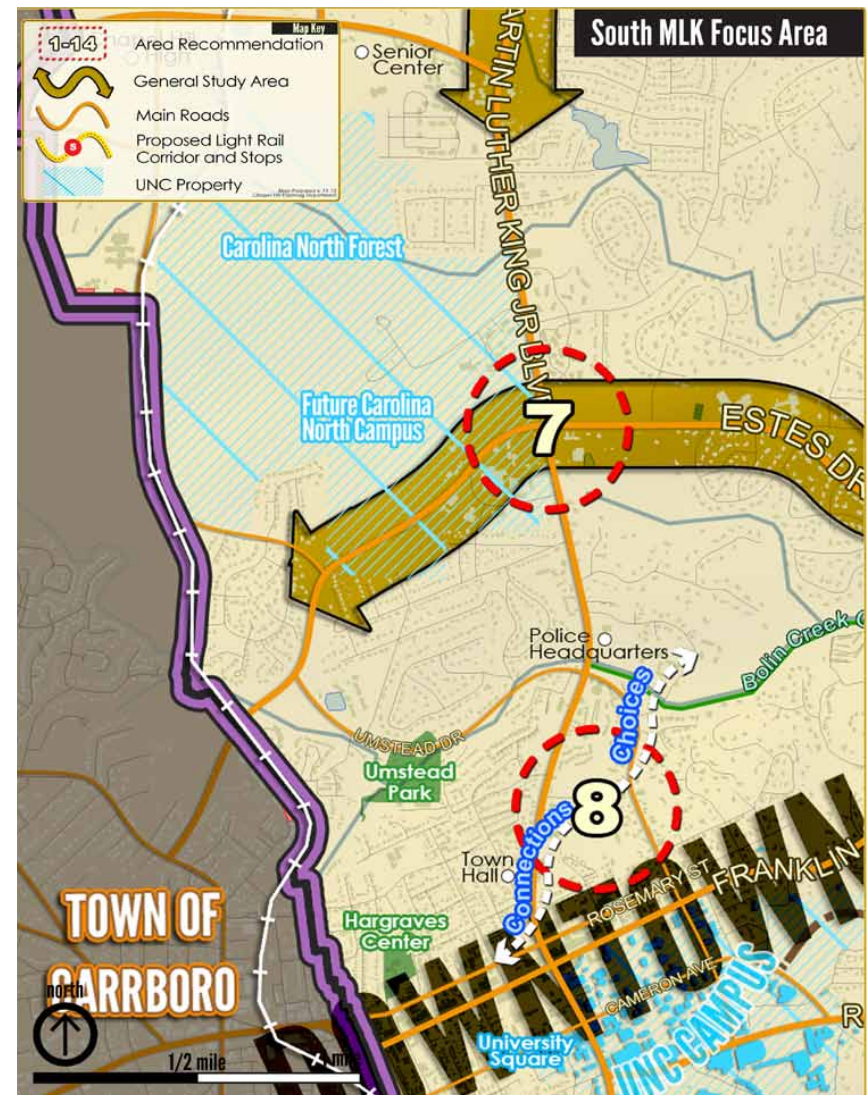 South MLK Focus Area
Map Key
1-14
Area Recommendation
General Study Area
Main Roads
S
Proposed Light Rail
Corridor and Stops
UNC Property
High
Senior
Center
MARTIN LUTHER KING JR BLV
Carolina North Forest
Future Carolina
North Campus
7
ESTES DR
Police
Headquarters
Bolin Creek
Choices
UMSTEAD DR
Umstead
Park
8
Connections
Town
Hall
ROSEMARY ST
FRANKLIN
DOWNTOWN
Hargraves
Center
CAMERON AVE
TOWN OF
CARRBORO
north
UNC CAMPUS
R
University
Square
1/2 mile
mile